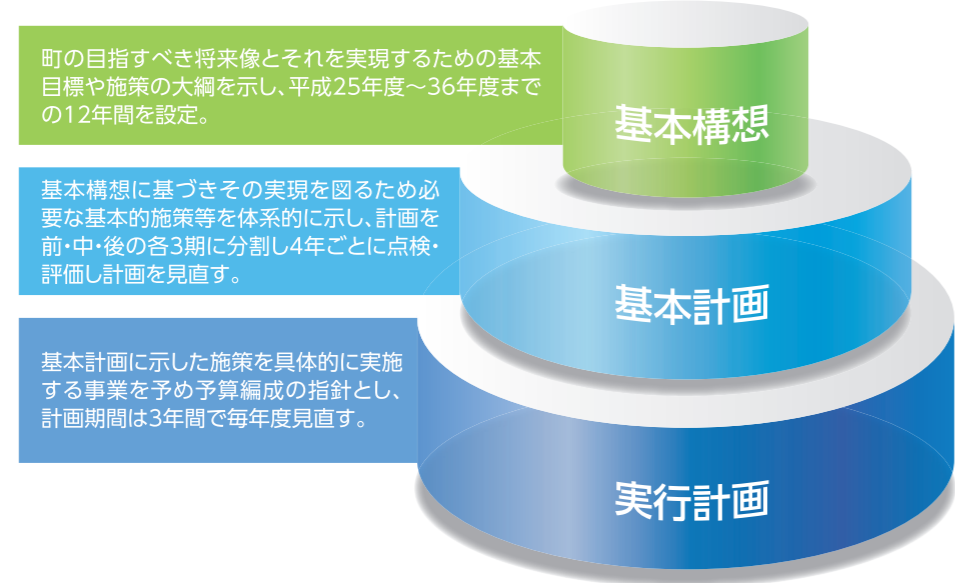 町の目指すべき将来像とそれを実現するための基本
目標や施策の大綱を示し、平成25年度～36年度まで
の12年間を設定。
基本構想
基本構想に基づきその実現を図るため必
要な基本的施策等を体系的に示し、計画を
前・中・後の各3期に分割し4年ごとに点検・
評価し計画を見直す。
基本計画
基本計画に示した施策を具体的に実施
する事業を予め予算編成の指針とし、
計画期間は3年間で毎年度見直す。
実行計画